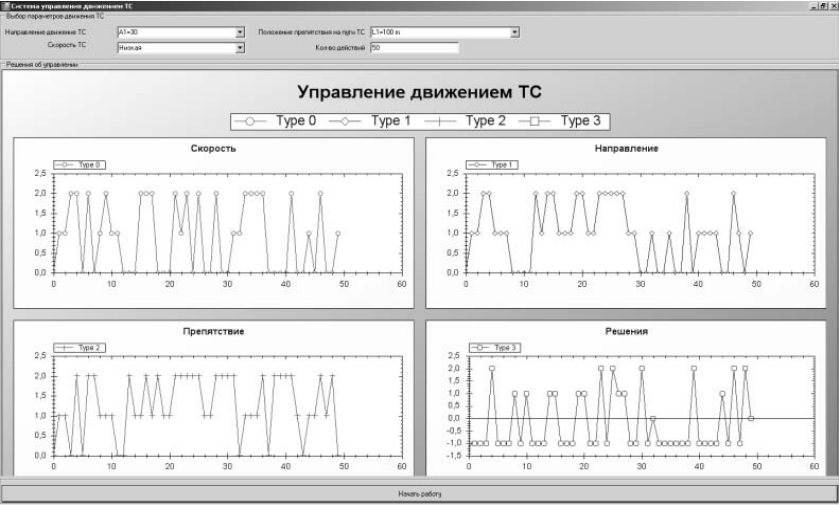 Система управления движением ТС
Выбор параметров движения ТС
Направление движения ТС A1=30 Положение препятствия на пути ТС L1=100 m
Скорость ТС Низкая Кол-во действий 50
Решения об управлении
Управление движением ТС
Type 0 Type 1 Type 2 Type 3
Скорость
Type 0
2,5
2,0
1,5
1,0
0,5
0,0
0 10 20 30 40 50 60
Направление
Type 1
2,5
2,0
1,5
1,0
0,5
0,0
0 10 20 30 40 50 60
Препятствие
Type 2
2,5
2,0
1,5
1,0
0,5
0,0
0 10 20 30 40 50 60
Решения
Type 3
2,5
2,0
1,5
1,0
0,5
0,0
-0,5
-1,0
-1,5
0 10 20 30 40 50 60
Начать работу